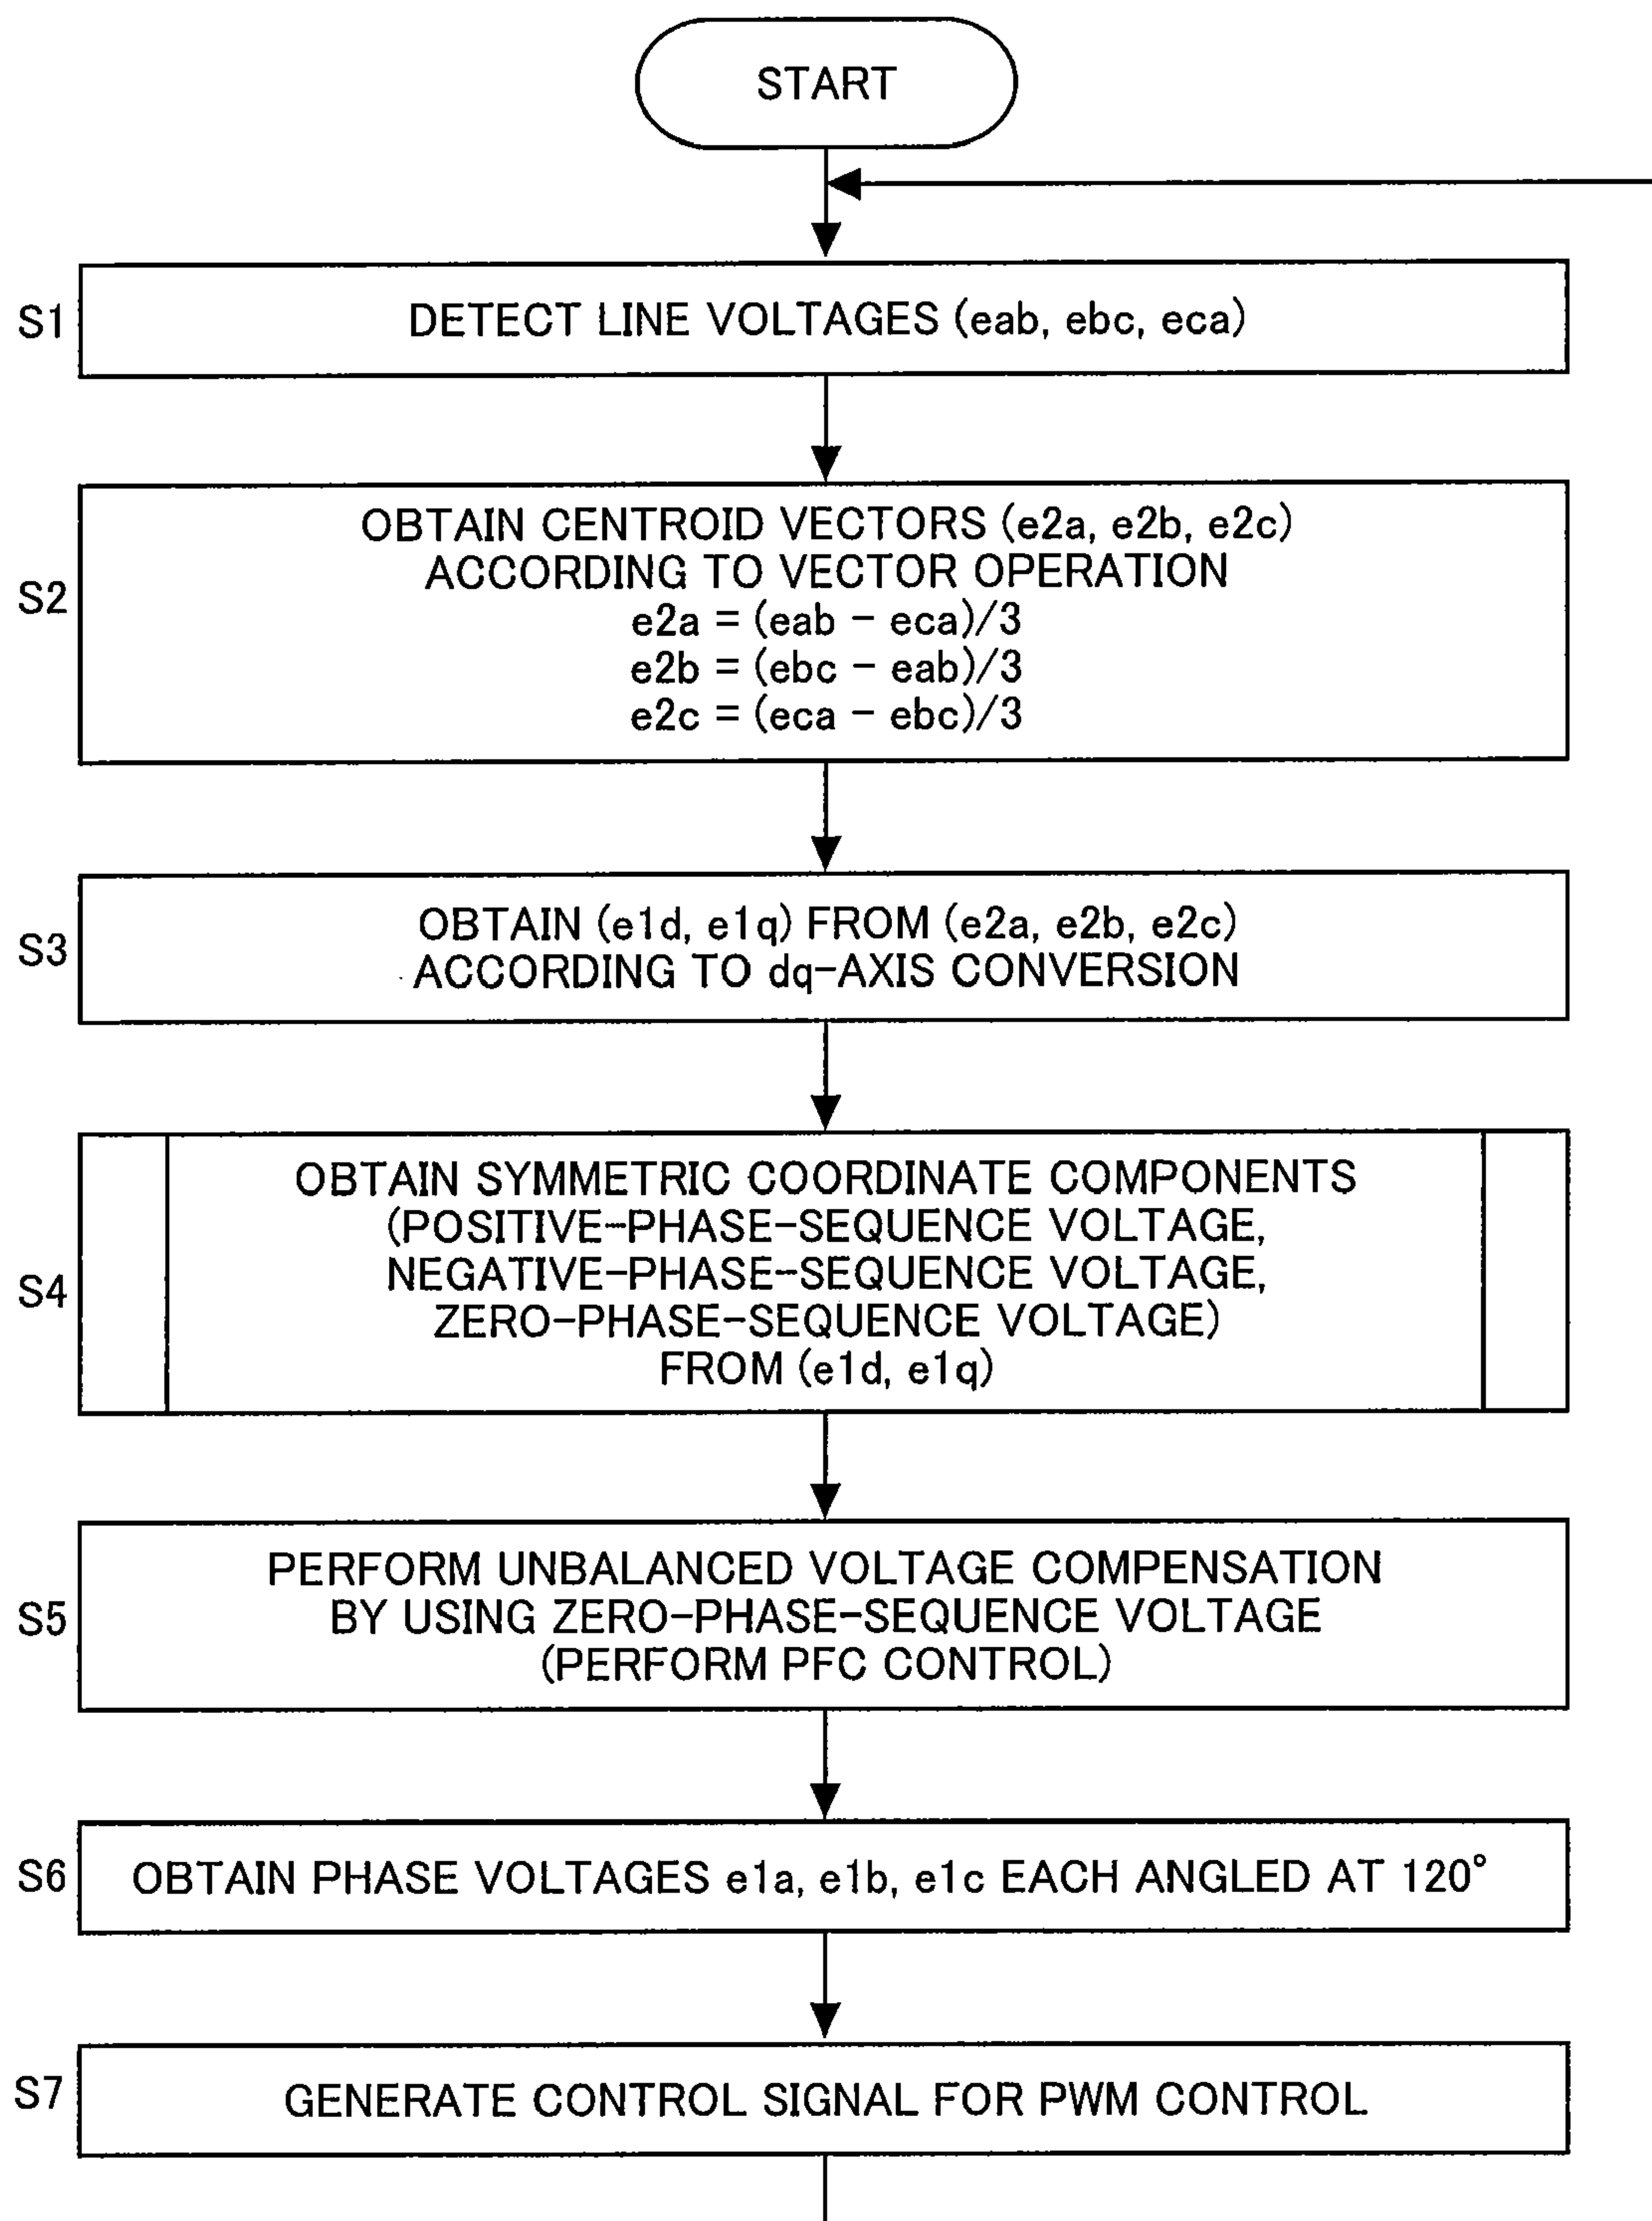 START
S1
DETECT LINE VOLTAGES (eab, ebc, eca)
S2
OBTAIN CENTROID VECTORS (e2a, e2b, e2c)
ACCORDING TO VECTOR OPERATION
e2a = (eab - eca)/3
e2b = (ebc - eab)/3
e2c = (eca - ebc)/3
S3
OBTAIN (e1d, e1q) FROM (e2a, e2b, e2c)
ACCORDING TO dq-AXIS CONVERSION
S4
OBTAIN SYMMETRIC COORDINATE COMPONENTS
(POSITIVE-PHASE-SEQUENCE VOLTAGE,
NEGATIVE-PHASE-SEQUENCE VOLTAGE,
ZERO-PHASE-SEQUENCE VOLTAGE)
FROM (e1d, e1q)
S5
PERFORM UNBALANCED VOLTAGE COMPENSATION
BY USING ZERO-PHASE-SEQUENCE VOLTAGE
(PERFORM PFC CONTROL)
S6
OBTAIN PHASE VOLTAGES e1a, e1b, e1c EACH ANGLED AT 120°
S7
GENERATE CONTROL SIGNAL FOR PWM CONTROL